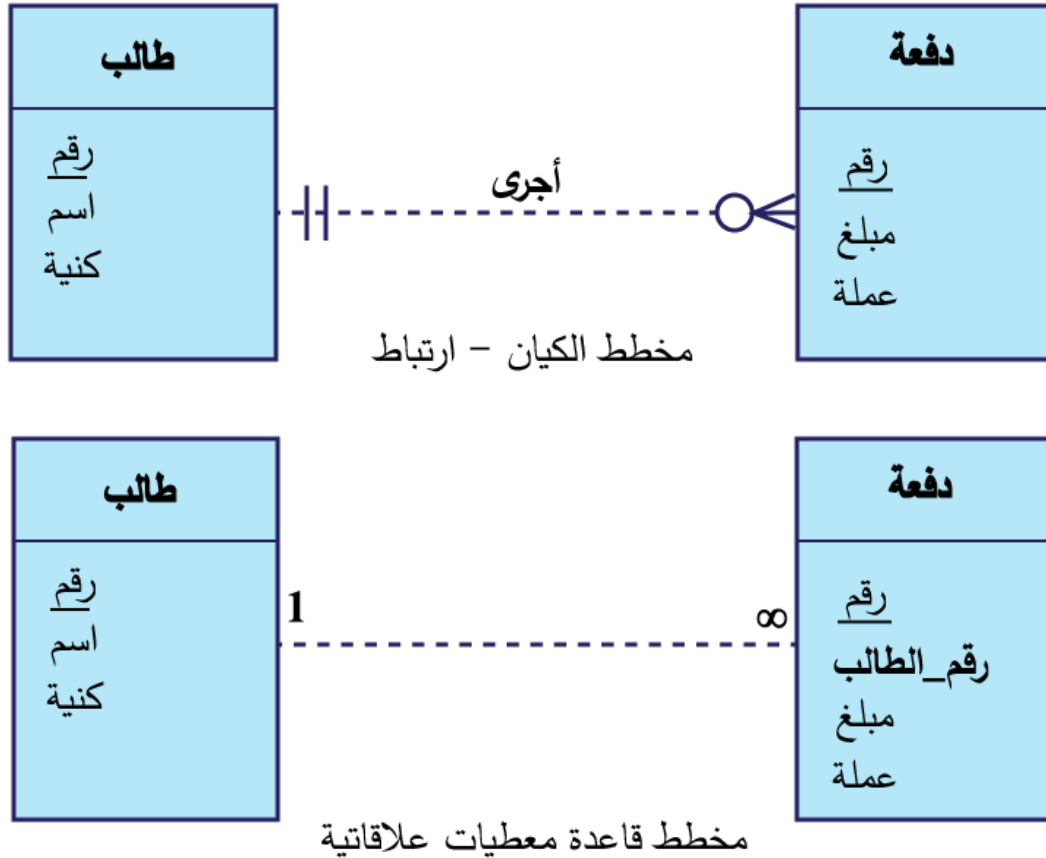 طالب
رقم
اسم
كنية
أجرى
دفعة
رقم
مبلغ
عملة
مخطط الكيان - ارتباط
طالب
رقم
اسم
كنية
1
∞
دفعة
رقم
رقم_الطالب
مبلغ
عملة
مخطط قاعدة معطيات علاقاتية